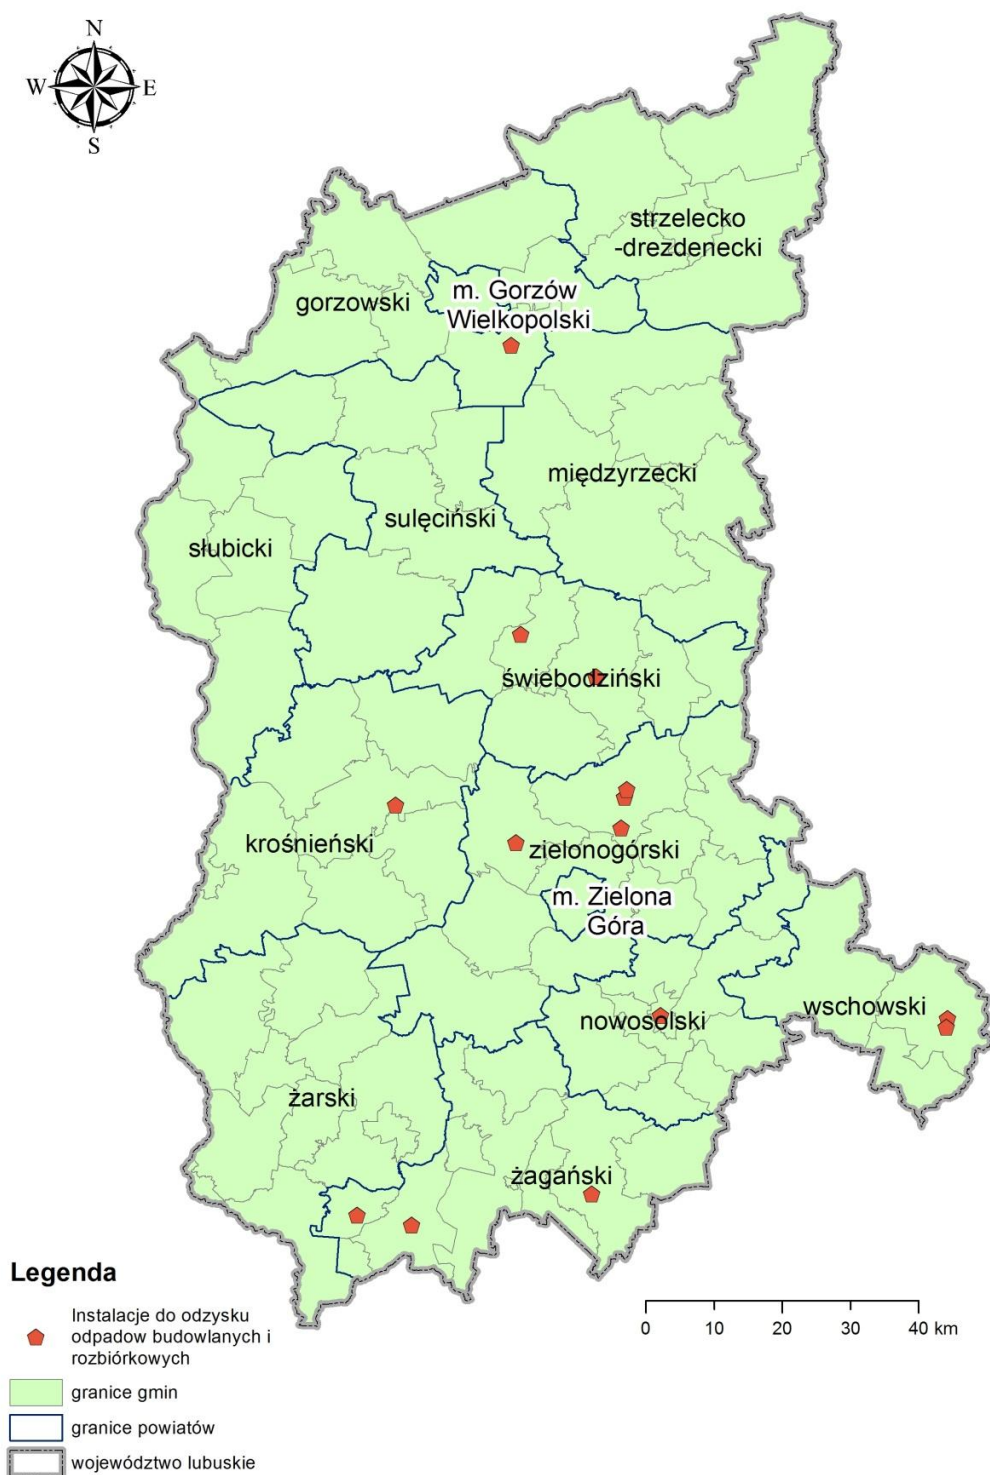 N
W
E
S
strzelecko
-drezdenecki
m. Gorzów
Wielkopolski
gorzowski
międzyrzecki
sulęciński
słubicki
świebodziński
krośnieński
zielonogórski
m. Zielona
Góra
wschowski
nowosolski
żarski
żagański
Legenda
Instalacje do odzysku
odpadow budowlanych i
rozbiórkowych
granice gmin
granice powiatów
województwo lubuskie
0 10 20 30 40 km